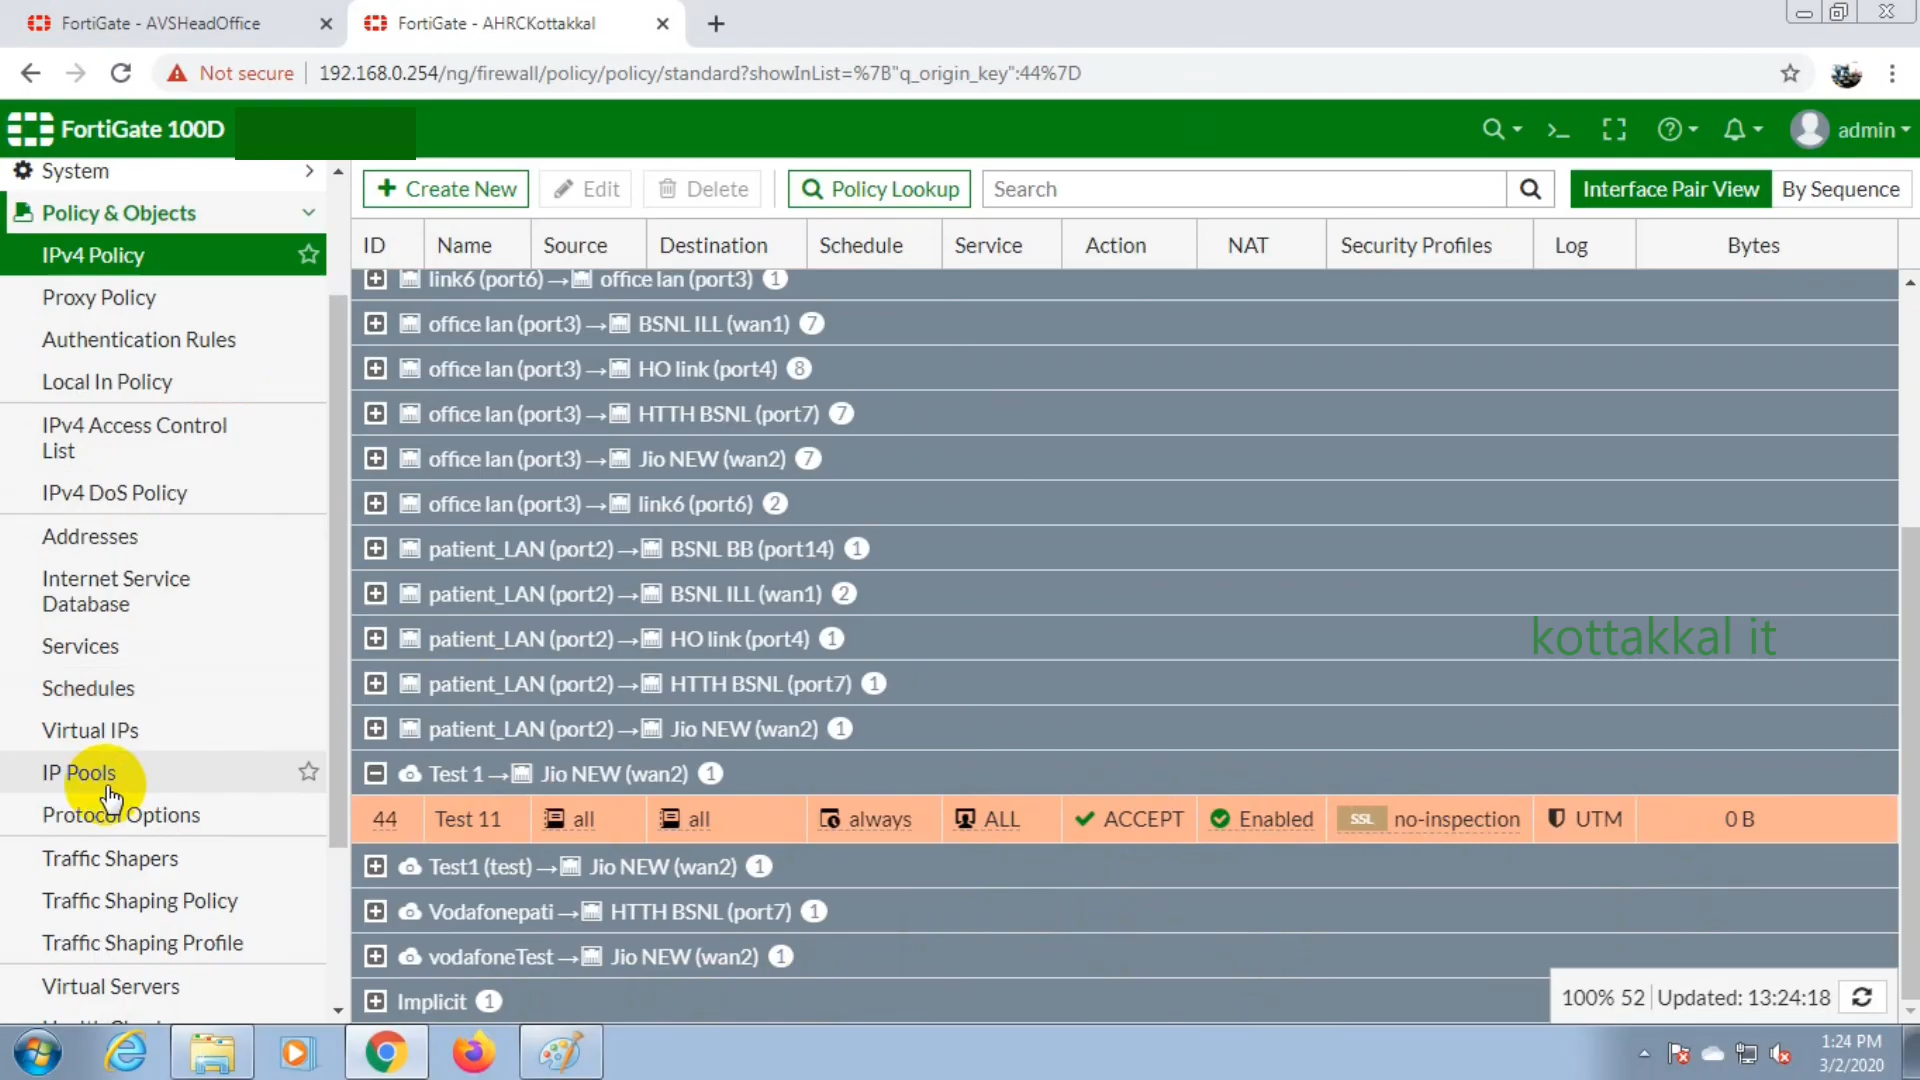 FortiGate - AVSHeadOffice
FortiGate - AHRCKottakkal
Not secure
192.168.0.254/ng/firewall/policy/policy/standard?showInList=%7B"q_origin_key":44%7D
FortiGate 100D
admin
System
Policy & Objects
IPv4 Policy
Proxy Policy
Authentication Rules
Local In Policy
IPv4 Access Control
List
IPv4 DoS Policy
Addresses
Internet Service
Database
Services
Schedules
Virtual IPs
IP Pools
Protocol Options
Traffic Shapers
Traffic Shaping Policy
Traffic Shaping Profile
Virtual Servers
+ Create New Edit Delete Policy Lookup Search Interface Pair View By Sequence
ID Name Source Destination Schedule Service Action NAT Security Profiles Log Bytes
link6 (port6) → office lan (port3) 1
office lan (port3) → BSNL ILL (wan1) 7
office lan (port3) → HO link (port4) 8
office lan (port3) → HTTH BSNL (port7) 7
office lan (port3) → Jio NEW (wan2) 7
office lan (port3) → link6 (port6) 2
patient_LAN (port2) → BSNL BB (port14) 1
patient_LAN (port2) → BSNL ILL (wan1) 2
patient_LAN (port2) → HO link (port4) 1
patient_LAN (port2) → HTTH BSNL (port7) 1
patient_LAN (port2) → Jio NEW (wan2) 1
Test 1 → Jio NEW (wan2) 1
44 Test 11 all all always ALL ACCEPT Enabled SSL no-inspection UTM 0 B
Test1 (test) → Jio NEW (wan2) 1
Vodafonepati → HTTH BSNL (port7) 1
vodafoneTest → Jio NEW (wan2) 1
Implicit 1
kottakkal it
100% 52 Updated: 13:24:18
1:24 PM
3/2/2020